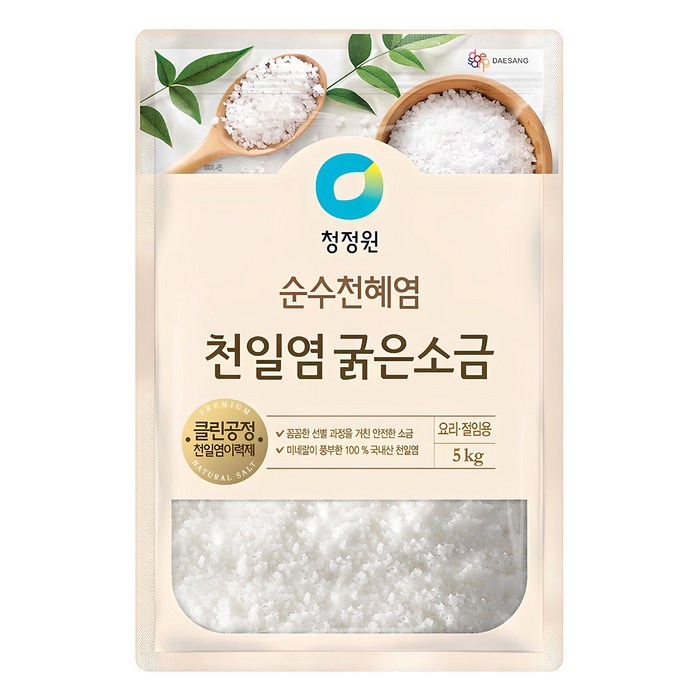 DAESANG
청정원
순수천혜염
천일염 굵은소금
PREMIUM
클린공정
천일염이력제
NATURAL SALT
✓ 꼼꼼한 선별 과정을 거친 안전한 소금
✓ 미네랄이 풍부한 100 % 국내산 천일염
요리·절임용
5 kg